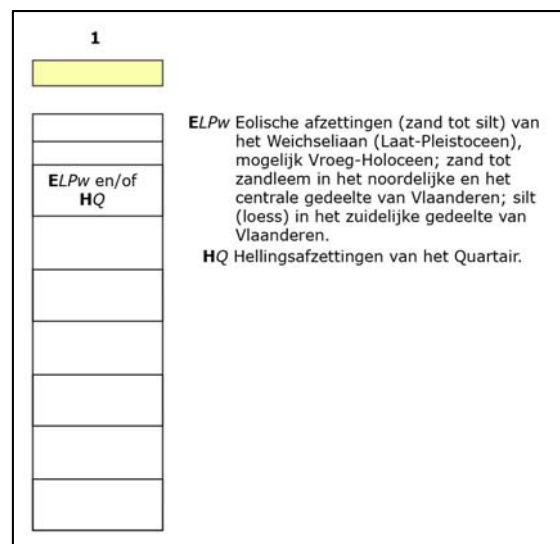 1
ELPw en/of
HQ
ELPw Eolische afzettingen (zand tot silt) van
het Weichseliaan (Laat-Pleistoceen),
mogelijk Vroeg-Holoceen; zand tot
zandleem in het noordelijke en het
centrale gedeelte van Vlaanderen; silt
(loess) in het zuidelijke gedeelte van
Vlaanderen.
HQ Hellingsafzettingen van het Quartair.